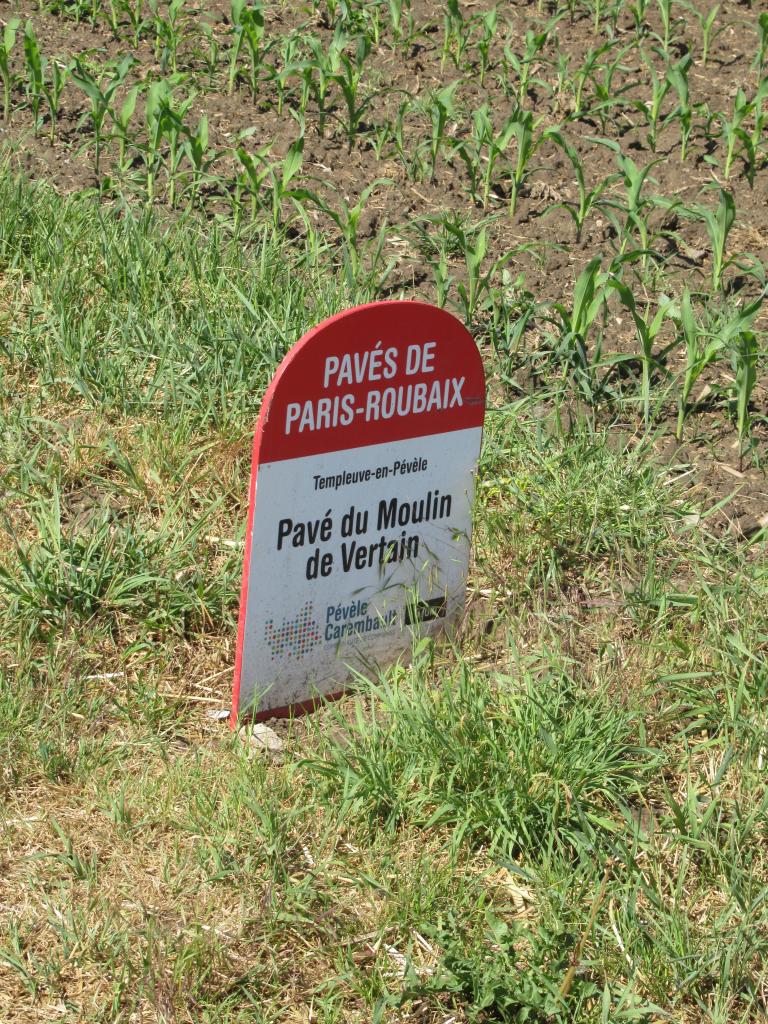 PAVÉS DE
PARIS-ROUBAIX
Templeuve-en-Pévèle
Pavé du Moulin
de Vertain
Pévèle
Carembault